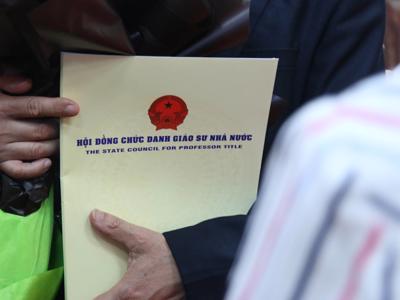 HỘI ĐỒNG CHỨC DANH GIÁO SƯ NHÀ NƯỚC
THE STATE COUNCIL FOR PROFESSOR TITLE